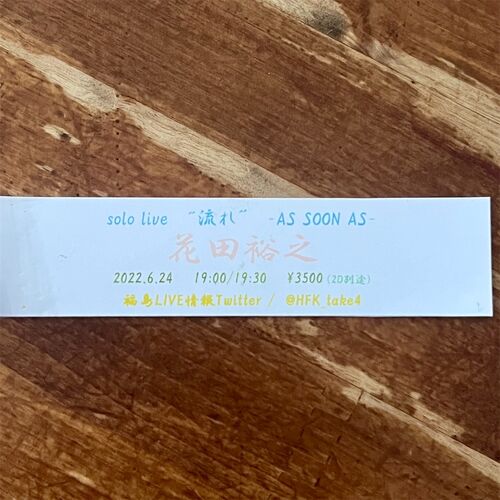 solo live "流れ" -AS SOON AS-
花田裕之
2022.6.24 19:00/19:30 ¥3500 (2D別途)
福島LIVE情報Twitter / @HFK_take4